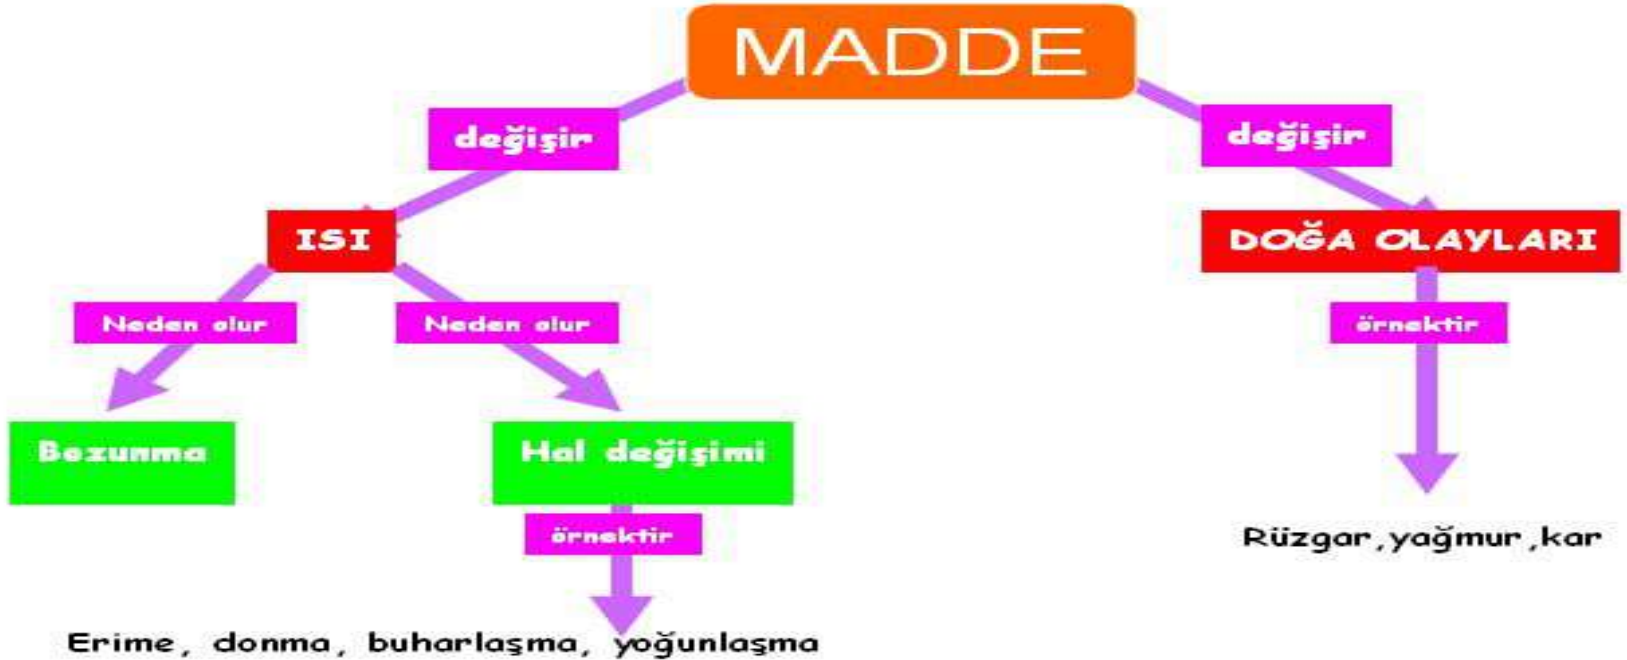 MADDE
değişir
değişir
ISI
DOĞA OLAYLARI
Neden olur
Neden olur
örnektir
Bozunma
Hal değişimi
örnektir
Rüzgar,yağmur,kar
Erime, donma, buharlaşma, yoğunlaşma